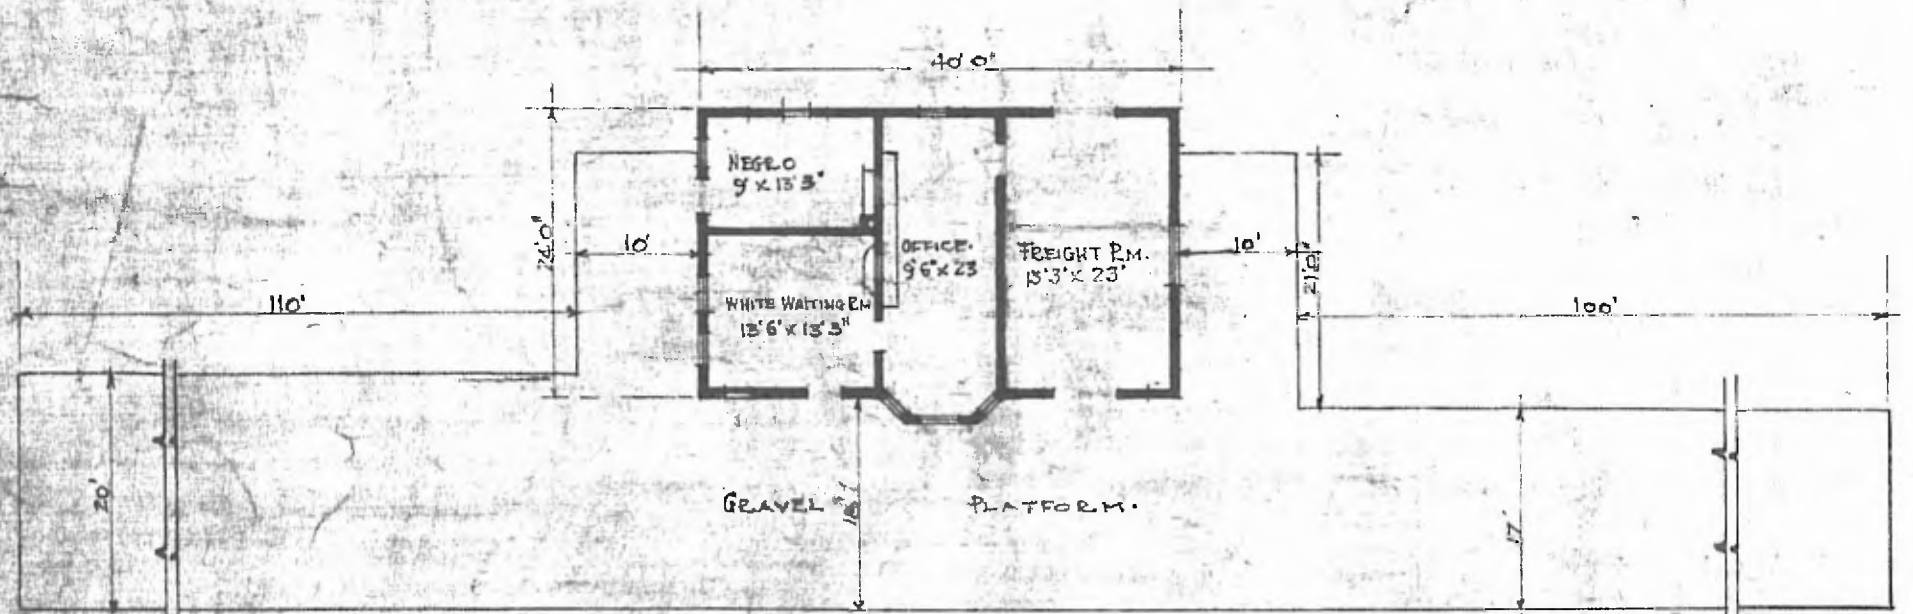 40'0"
NEGRO
9' x 13'3"
24'0"
10'
OFFICE.
9'6" x 23
FREIGHT RM.
13'3" x 23'
10'
21'0"
110'
WHITE WAITING RM
13'6" x 13'3"
100'
20'
GRAVEL
PLATFORM.
17'